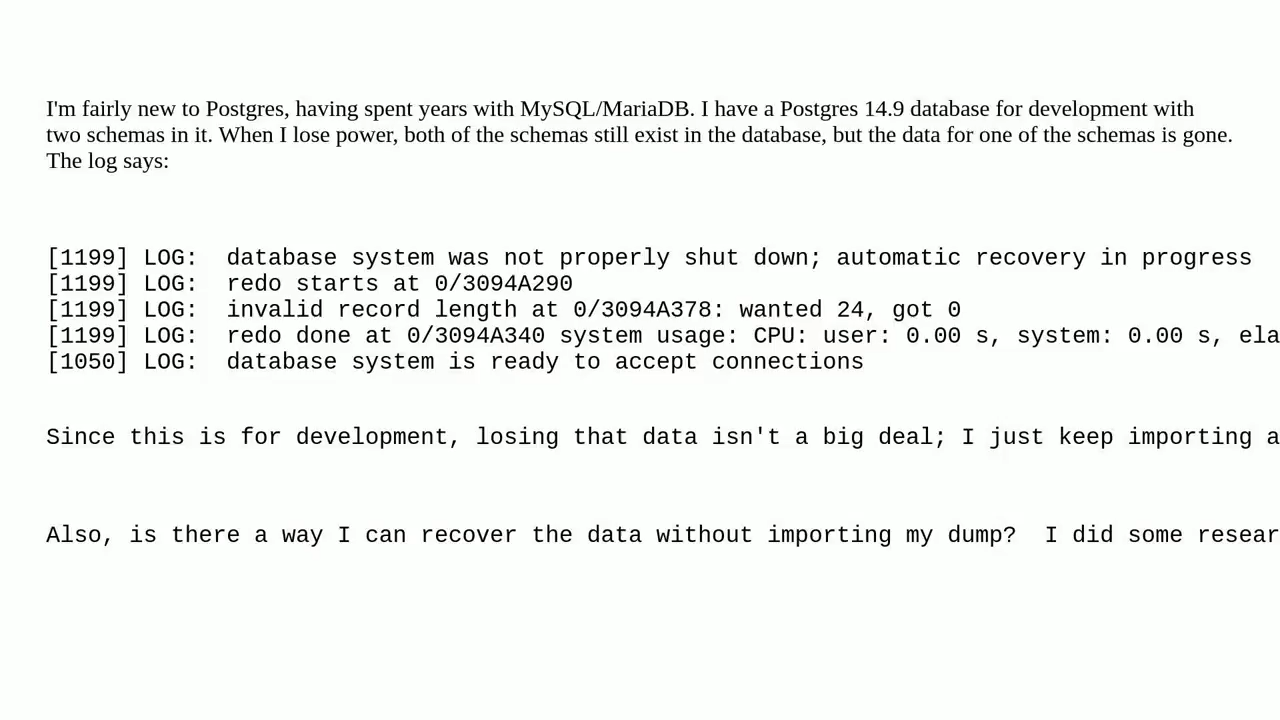 I'm fairly new to Postgres, having spent years with MySQL/MariaDB. I have a Postgres 14.9 database for development with
two schemas in it. When I lose power, both of the schemas still exist in the database, but the data for one of the schemas is gone.
The log says:
[1199] LOG:  database system was not properly shut down; automatic recovery in progress
[1199] LOG:  redo starts at 0/3094A290
[1199] LOG:  invalid record length at 0/3094A378: wanted 24, got 0
[1199] LOG:  redo done at 0/3094A340 system usage: CPU: user: 0.00 s, system: 0.00 s, ela
[1050] LOG:  database system is ready to accept connections
Since this is for development, losing that data isn't a big deal; I just keep importing a
Also, is there a way I can recover the data without importing my dump?  I did some resear